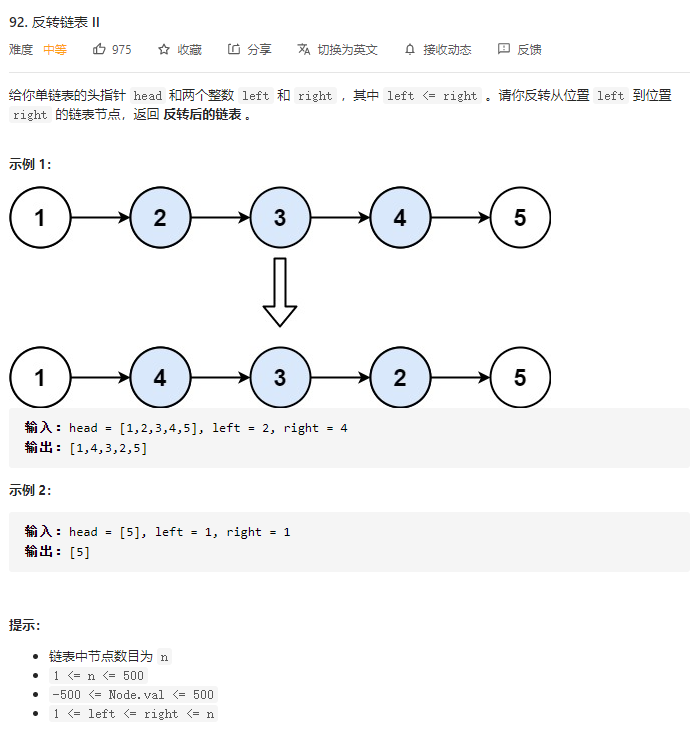 92. 反转链表 II
难度 中等 975 收藏 分享 切换为英文 接收动态 反馈
给你单链表的头指针 head 和两个整数 left 和 right ，其中 left <= right 。请你反转从位置 left 到位置
right 的链表节点，返回 反转后的链表 。
示例 1：
1 2 3 4 5
1 4 3 2 5
输入：head = [1,2,3,4,5], left = 2, right = 4
输出：[1,4,3,2,5]
示例 2：
输入：head = [5], left = 1, right = 1
输出：[5]
提示：
链表中节点数目为 n
1 <= n <= 500
-500 <= Node.val <= 500
1 <= left <= right <= n